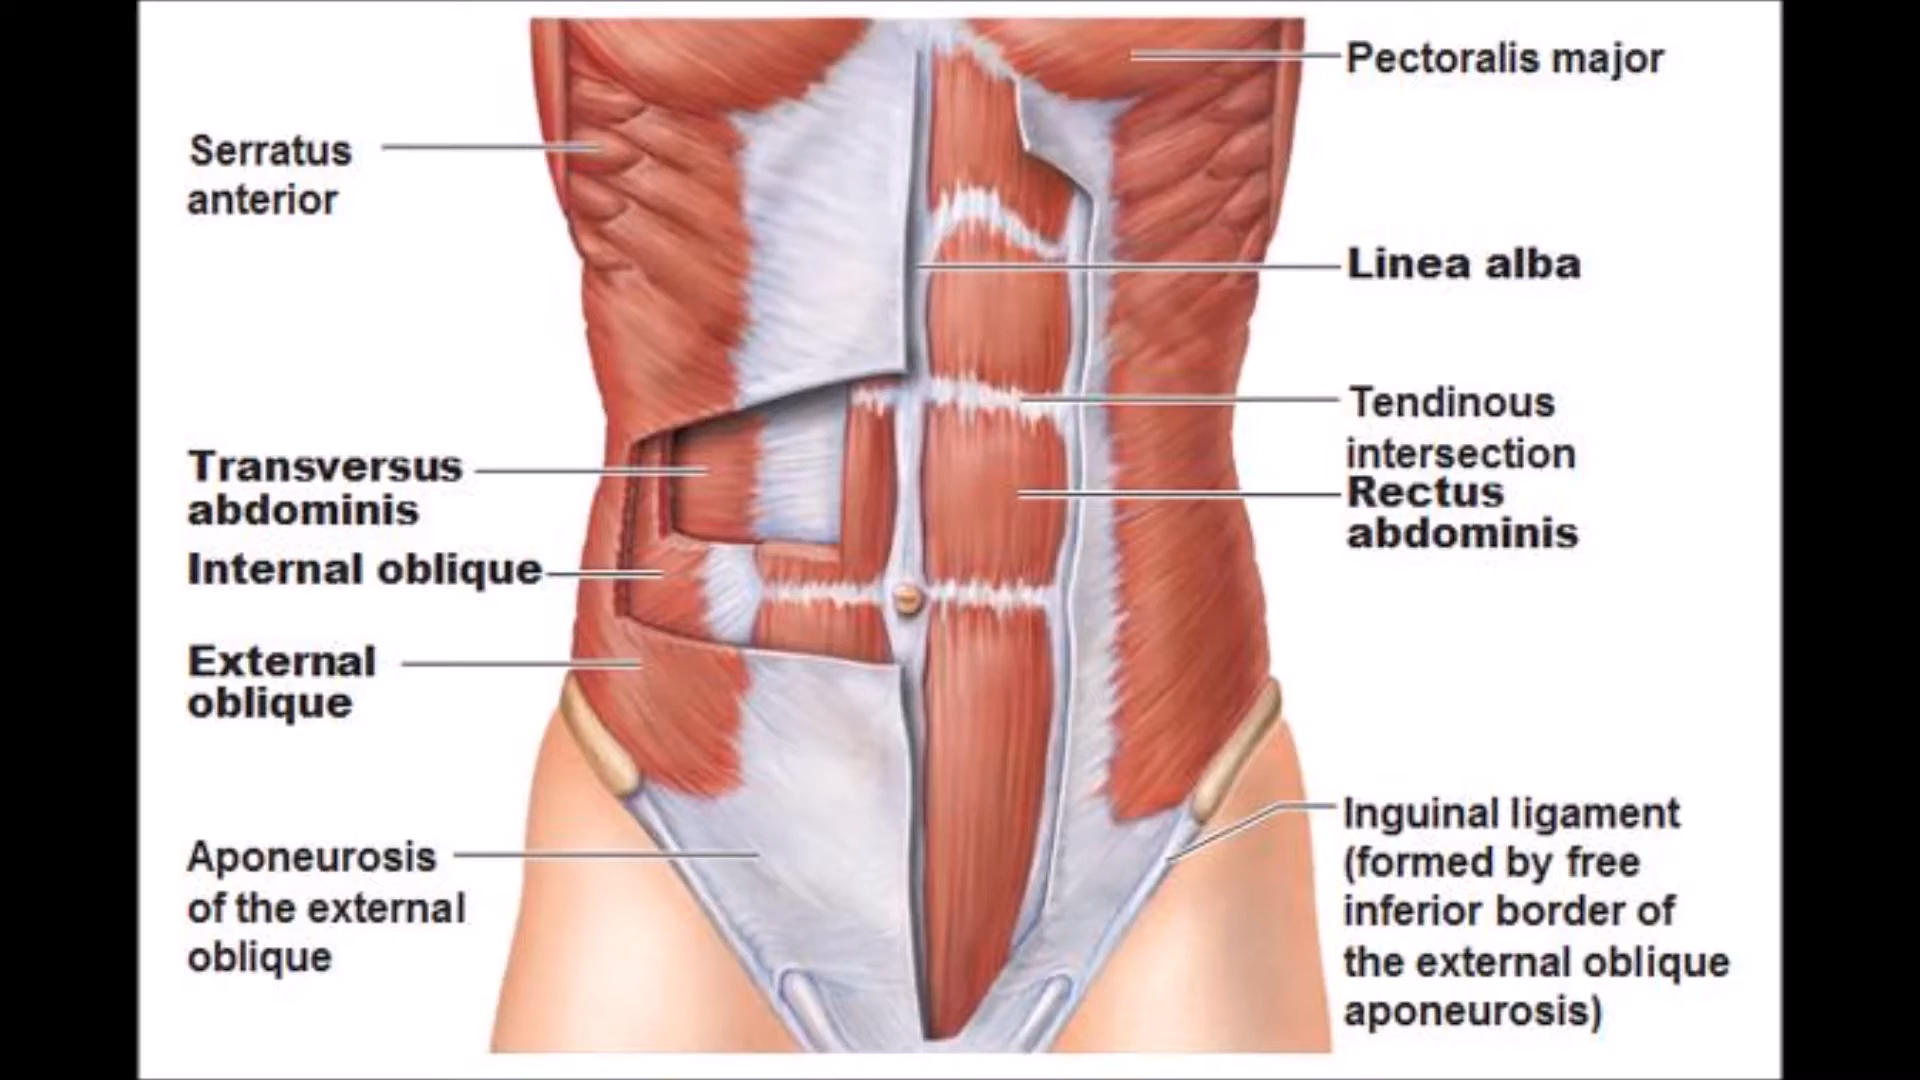 Serratus
anterior
Transversus
abdominis
Internal oblique
External
oblique
Aponeurosis
of the external
oblique
Pectoralis major
Linea alba
Tendinous
intersection
Rectus
abdominis
Inguinal ligament
(formed by free
inferior border of
the external oblique
aponeurosis)